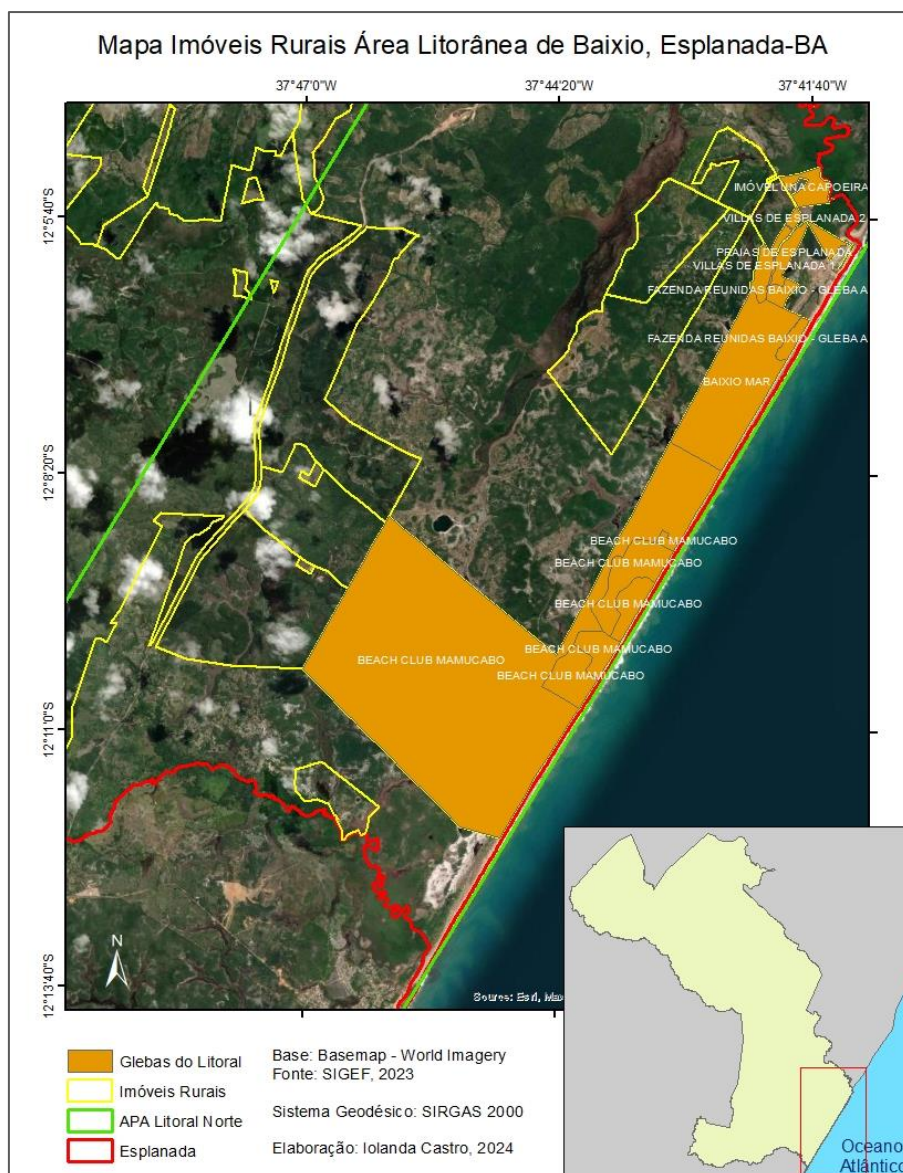 Mapa Imóveis Rurais Área Litorânea de Baixio, Esplanada-BA
37°47'0"W 37°44'20"W 37°41'40"W
12°5'40"S
12°8'20"S
12°11'0"S
12°13'40"S
IMÓVEL UNA CAPOEIRA
VILLAS DE ESPLANADA 2
PRAIAS DE ESPLANADA
VILLAS DE ESPLANADA 1
FAZENDA REUNIDAS BAIXIO - GLEBA A
FAZENDA REUNIDAS BAIXIO - GLEBA A
BAIXIO MAR
BEACH CLUB MAMUCABO
BEACH CLUB MAMUCABO
BEACH CLUB MAMUCABO
BEACH CLUB MAMUCABO
BEACH CLUB MAMUCABO
BEACH CLUB MAMUCABO
N
Source: Esri,
Glebas do Litoral
Imóveis Rurais
APA Litoral Norte
Esplanada
Base: Basemap - World Imagery
Fonte: SIGEF, 2023
Sistema Geodésico: SIRGAS 2000
Elaboração: Iolanda Castro, 2024
Oceano
Atlântico